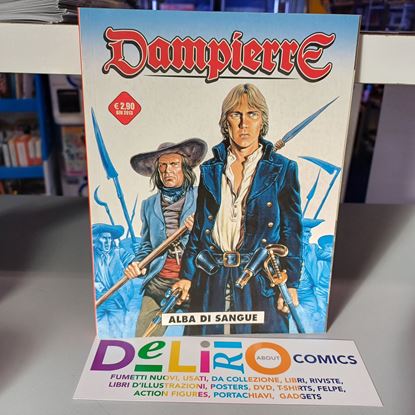 Dampierre
€ 2,90
ALBA DI SANGUE
DeLiRiO
ABOUT
COMICS
FUMETTI NUOVI, USATI, DA COLLEZIONE, LIBRI, RIVISTE,
LIBRI D'ILLUSTRAZIONI, POSTERS, DVD, T-SHIRTS, FELPE,
ACTION FIGURES, PORTACHIAVI, GADGETS